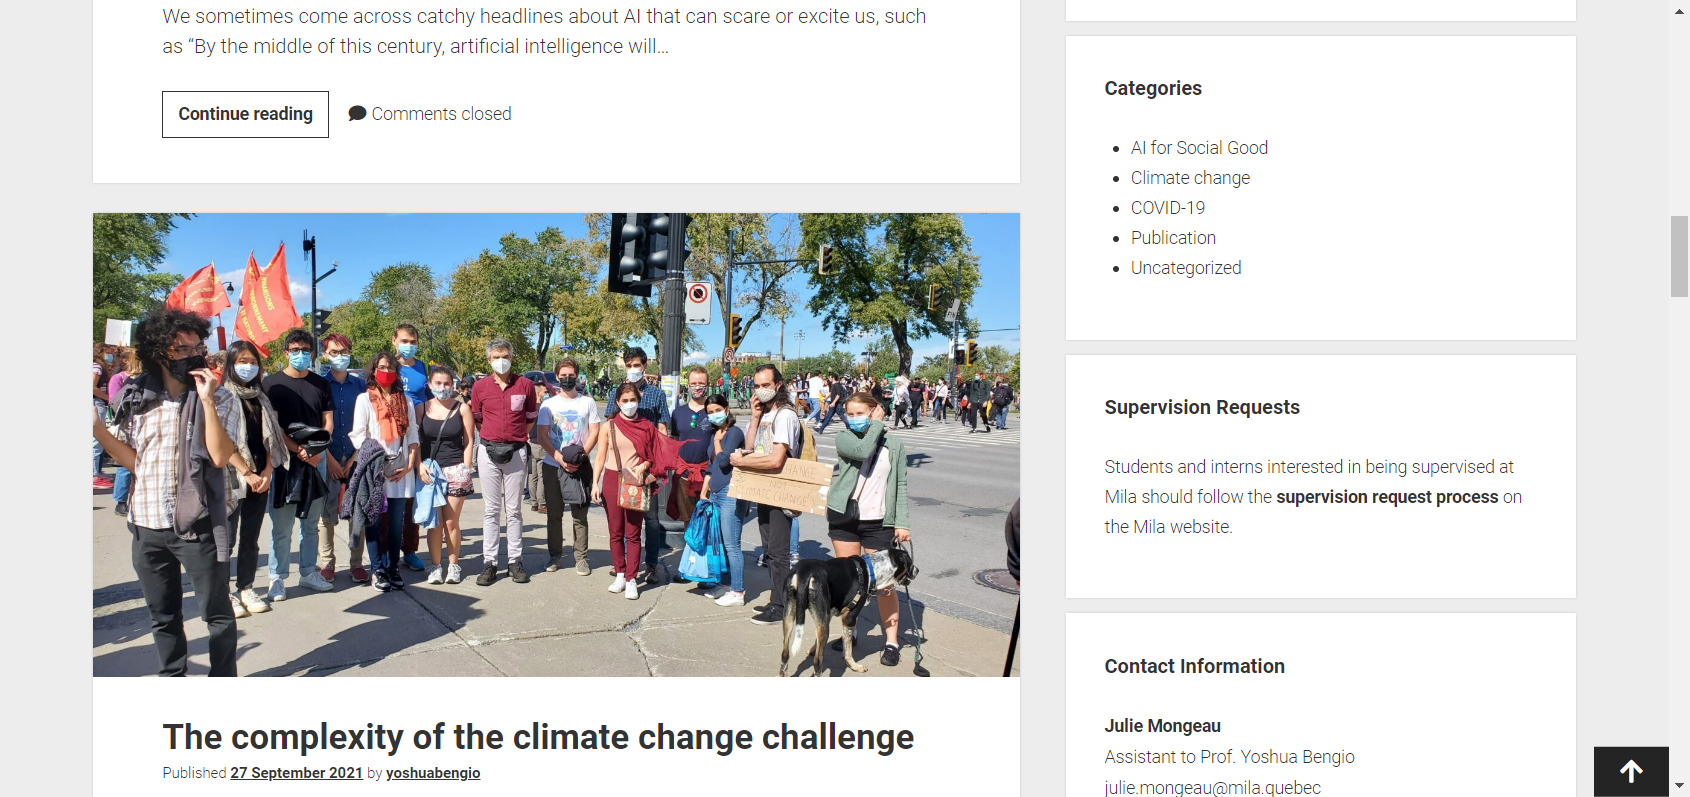 We sometimes come across catchy headlines about AI that can scare or excite us, such
as “By the middle of this century, artificial intelligence will…
Continue reading
Comments closed
CHANGE
NOT
CLIMATE CHANGE
The complexity of the climate change challenge
Published 27 September 2021 by yoshuabengio
Categories
AI for Social Good
Climate change
COVID-19
Publication
Uncategorized
Supervision Requests
Students and interns interested in being supervised at
Mila should follow the supervision request process on
the Mila website.
Contact Information
Julie Mongeau
Assistant to Prof. Yoshua Bengio
julie.mongeau@mila.quebec